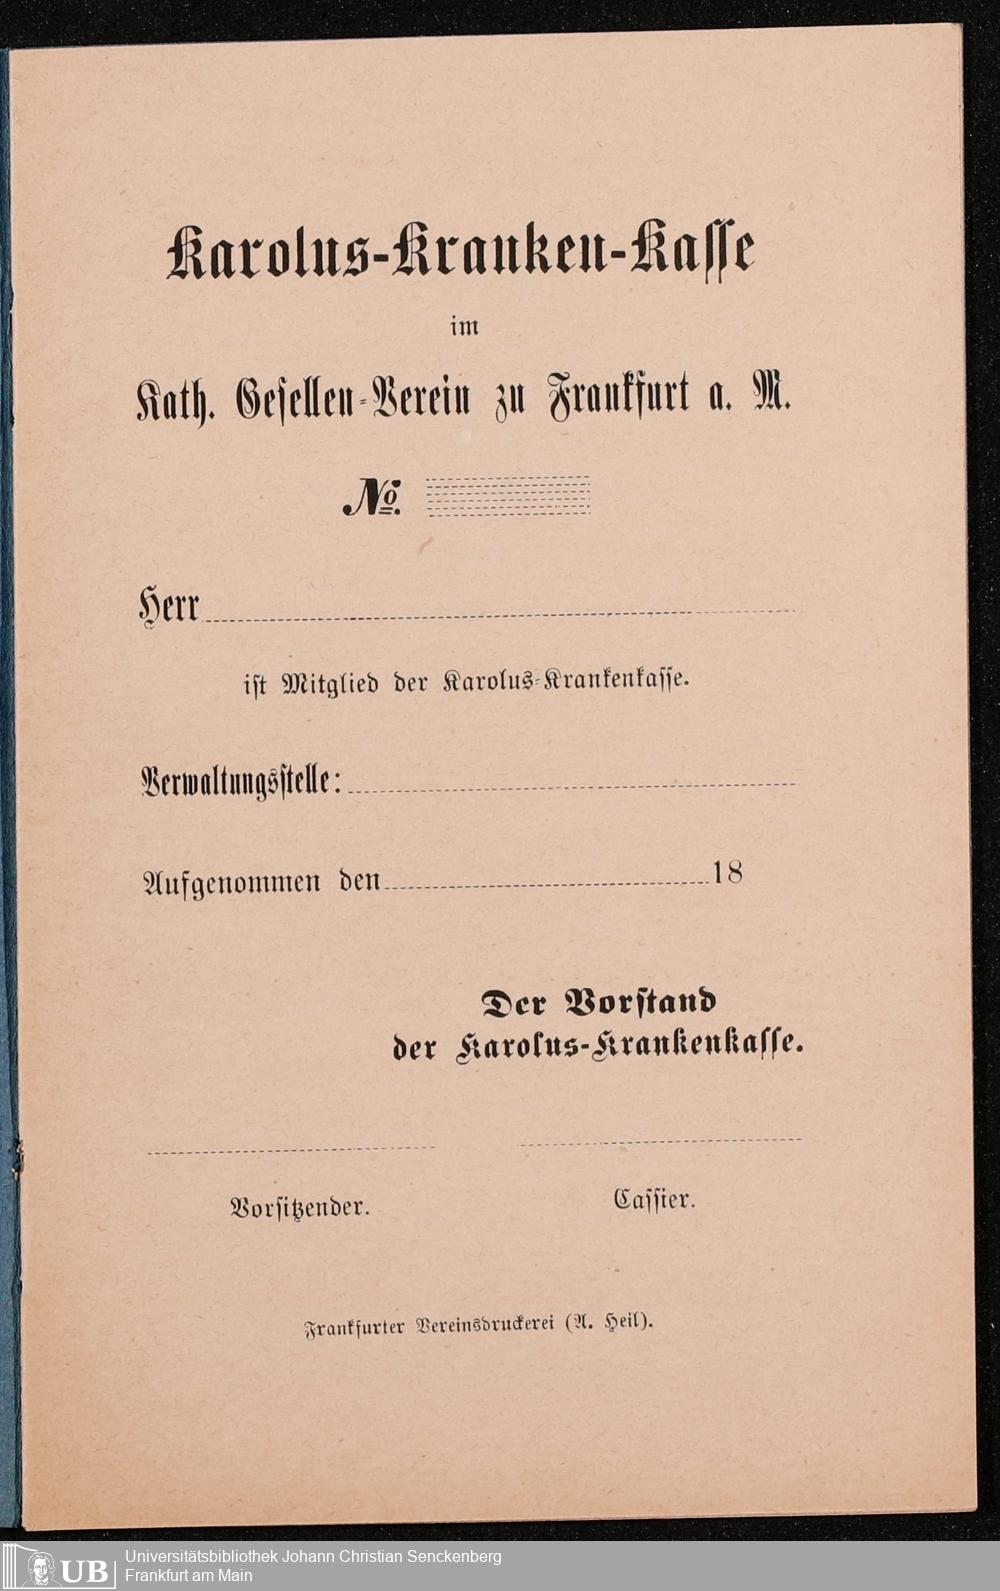 Karolus-Kranken-Kasse
im
Kath. Gesellen-Verein zu Frankfurt a. M.
No.
Herr
ist Mitglied der Karolus-Krankenkasse.
Verwaltungsstelle:
Aufgenommen den 18
Der Vorstand
der Karolus-Krankenkasse.
Vorsitzender. Cassier.
Frankfurter Vereinsdruckerei (A. Heil).
UB Universitätsbibliothek Johann Christian Senckenberg
Frankfurt am Main